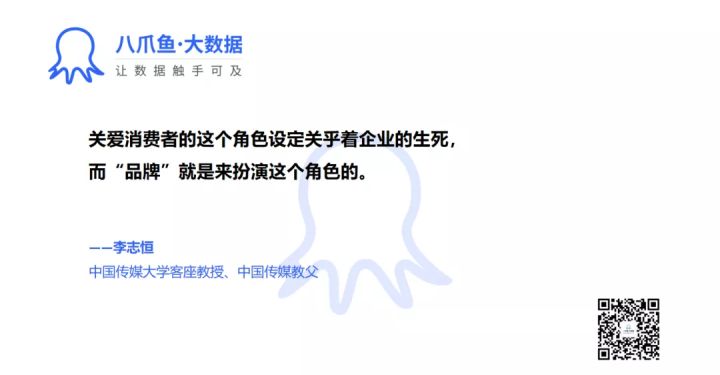 八爪鱼·大数据
让数据触手可及
关爱消费者的这个角色设定关乎着企业的生死，
而“品牌”就是来扮演这个角色的。
——李志恒
中国传媒大学客座教授、中国传媒教父